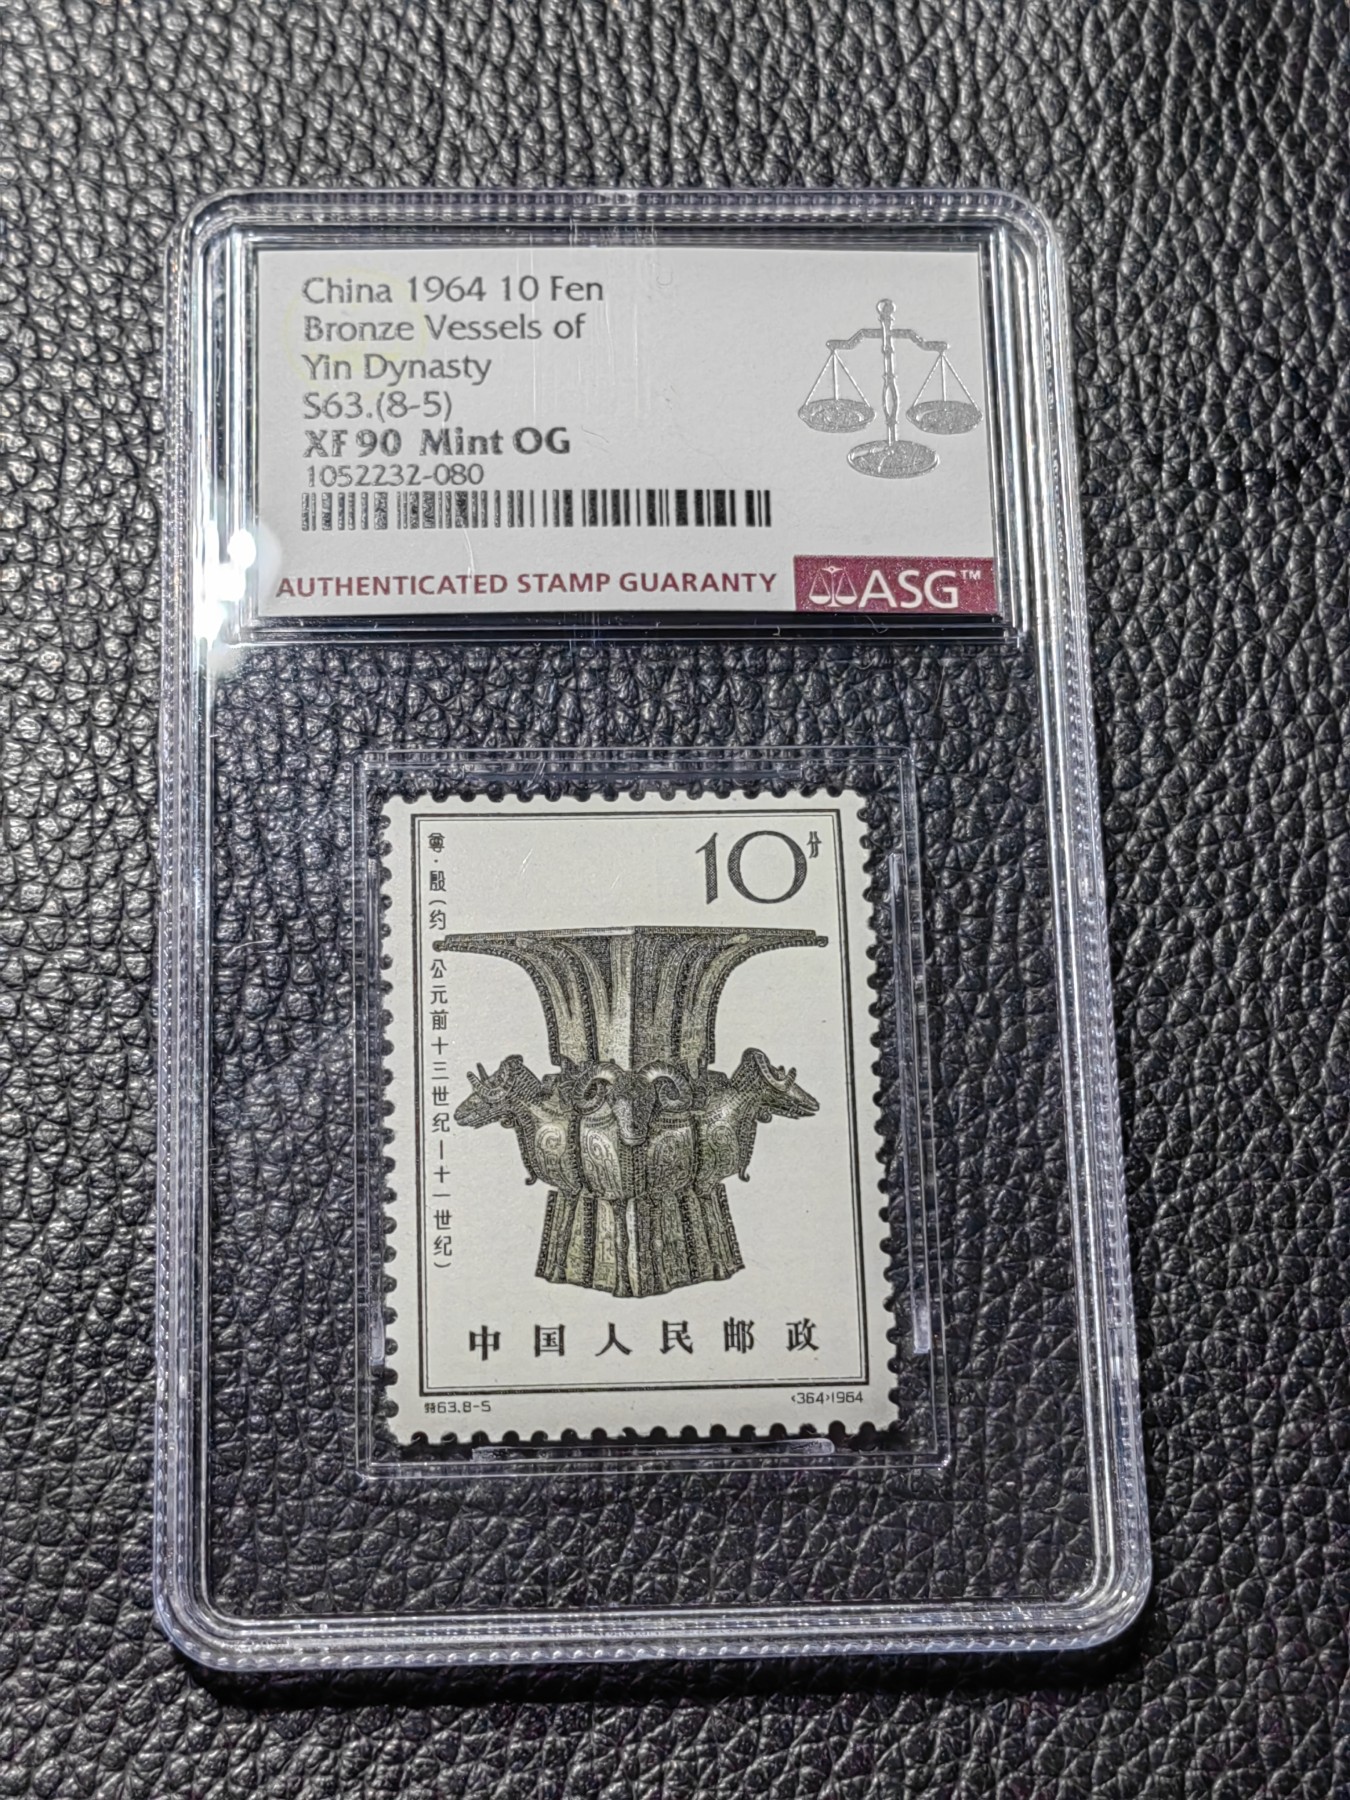 China 1964 10 Fen
Bronze Vessels of
Yin Dynasty
S63.(8-5)
XF 90 Mint OG
1052232-080
AUTHENTICATED STAMP GUARANTY
ASG™
10分
尊·殷(约公元前十三世纪—十一世纪)
中国人民邮政
特63.8-5
<364>1964